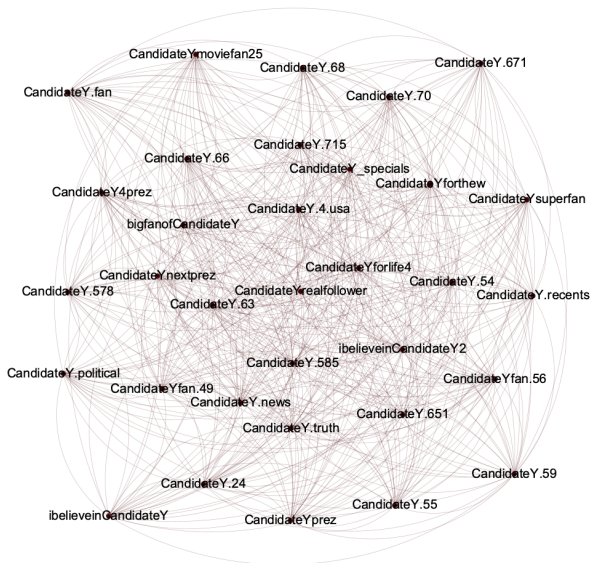 CandidateYmoviefan25
CandidateY.68
CandidateY.671
CandidateY.fan
CandidateY.70
CandidateY.715
CandidateY.66
CandidateY_specials
CandidateYforthew
CandidateY4prez
CandidateYsuperfan
CandidateY.4.usa
bigfanofCandidateY
CandidateYforlife4
CandidateYnextprez
CandidateY.54
CandidateY.578
CandidateYrealfollower
CandidateY.recents
CandidateY.63
ibelieveinCandidateY2
CandidateY.585
CandidateY.political
CandidateYfan.56
CandidateYfan.49
CandidateY.news
CandidateY.651
CandidateY.truth
CandidateY.59
CandidateY.24
CandidateY.55
ibelieveinCandidateY
CandidateYprez